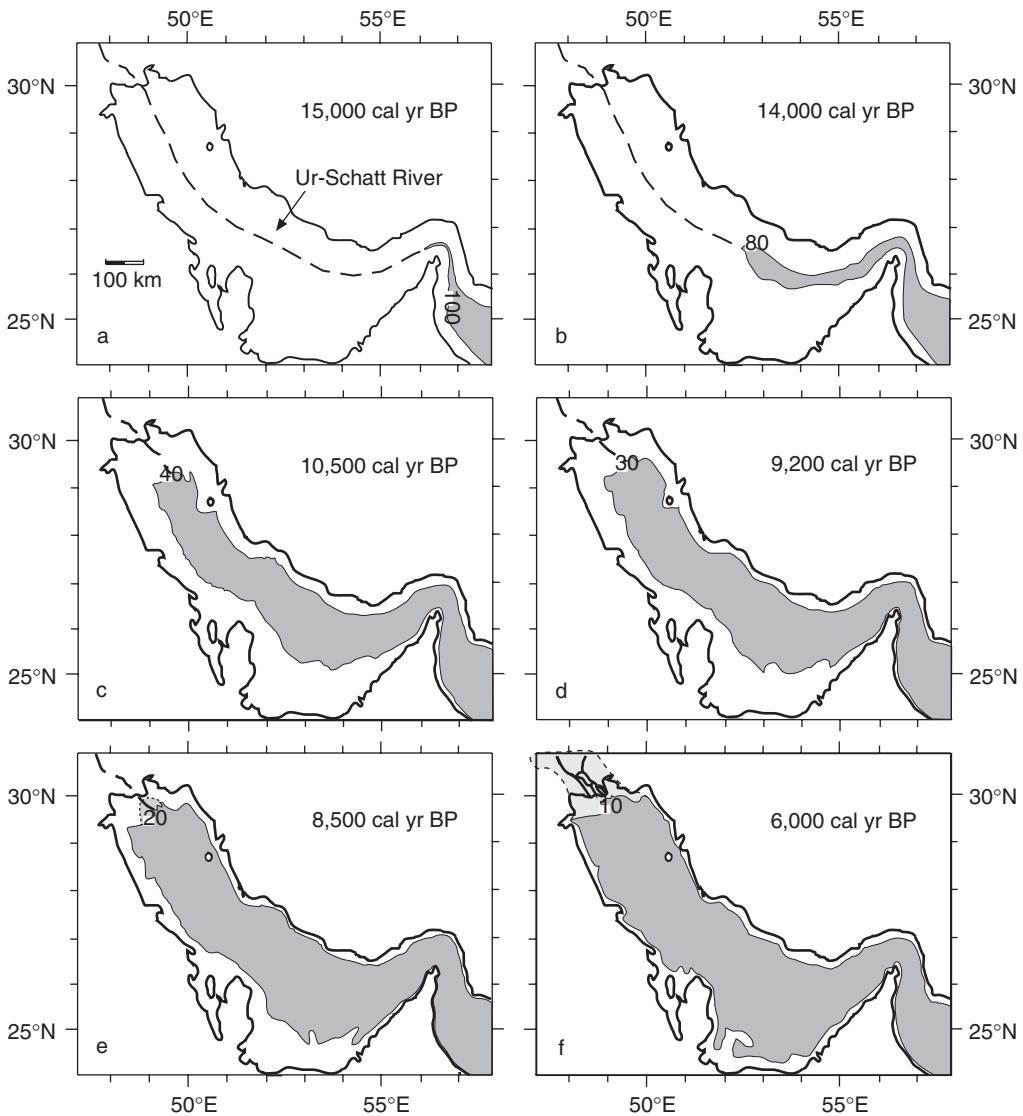 50°E 55°E 50°E 55°E
30°N 15,000 cal yr BP 14,000 cal yr BP 30°N
Ur-Schatt River
80
100 km
100
25°N a b 25°N
30°N 40 10,500 cal yr BP 30 9,200 cal yr BP 30°N
25°N c d 25°N
30°N 20 8,500 cal yr BP 10 6,000 cal yr BP 30°N
25°N e f 25°N
50°E 55°E 50°E 55°E